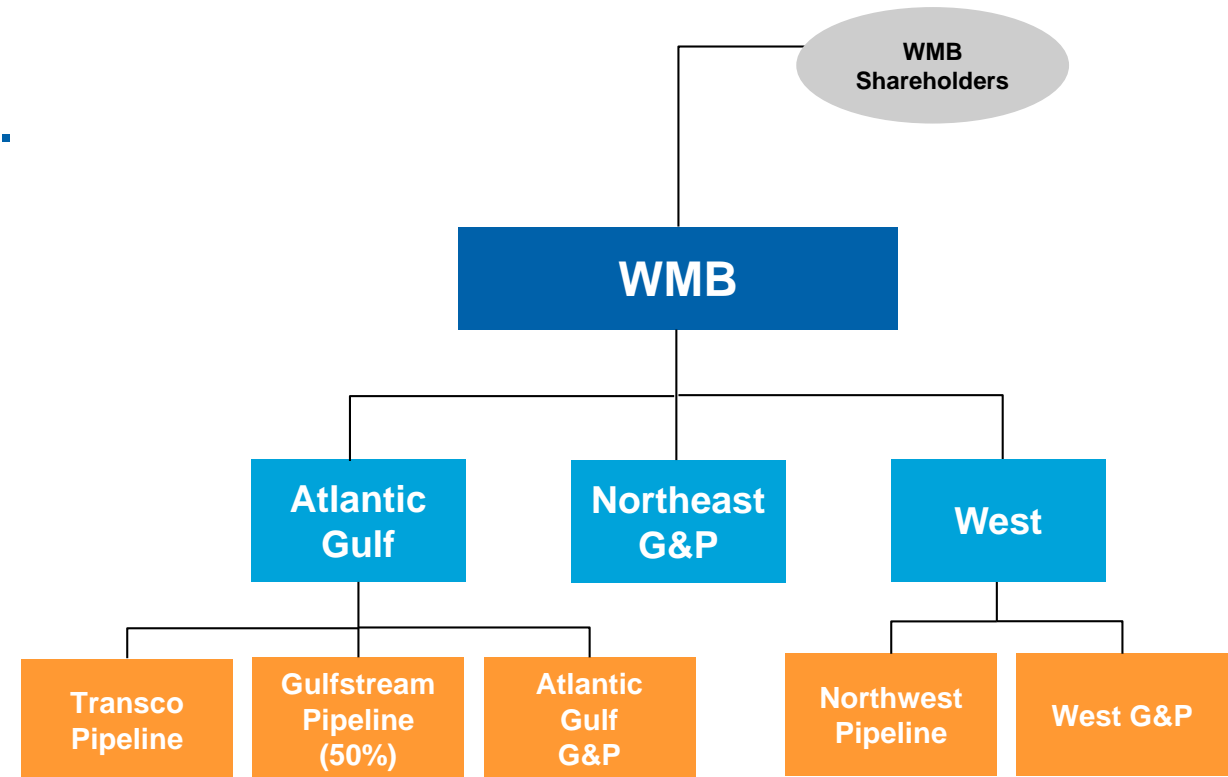 WMB
Shareholders
WMB
Atlantic
Gulf
Northeast
G&P
West
Transco
Pipeline
Gulfstream
Pipeline
(50%)
Atlantic
Gulf
G&P
Northwest
Pipeline
West G&P